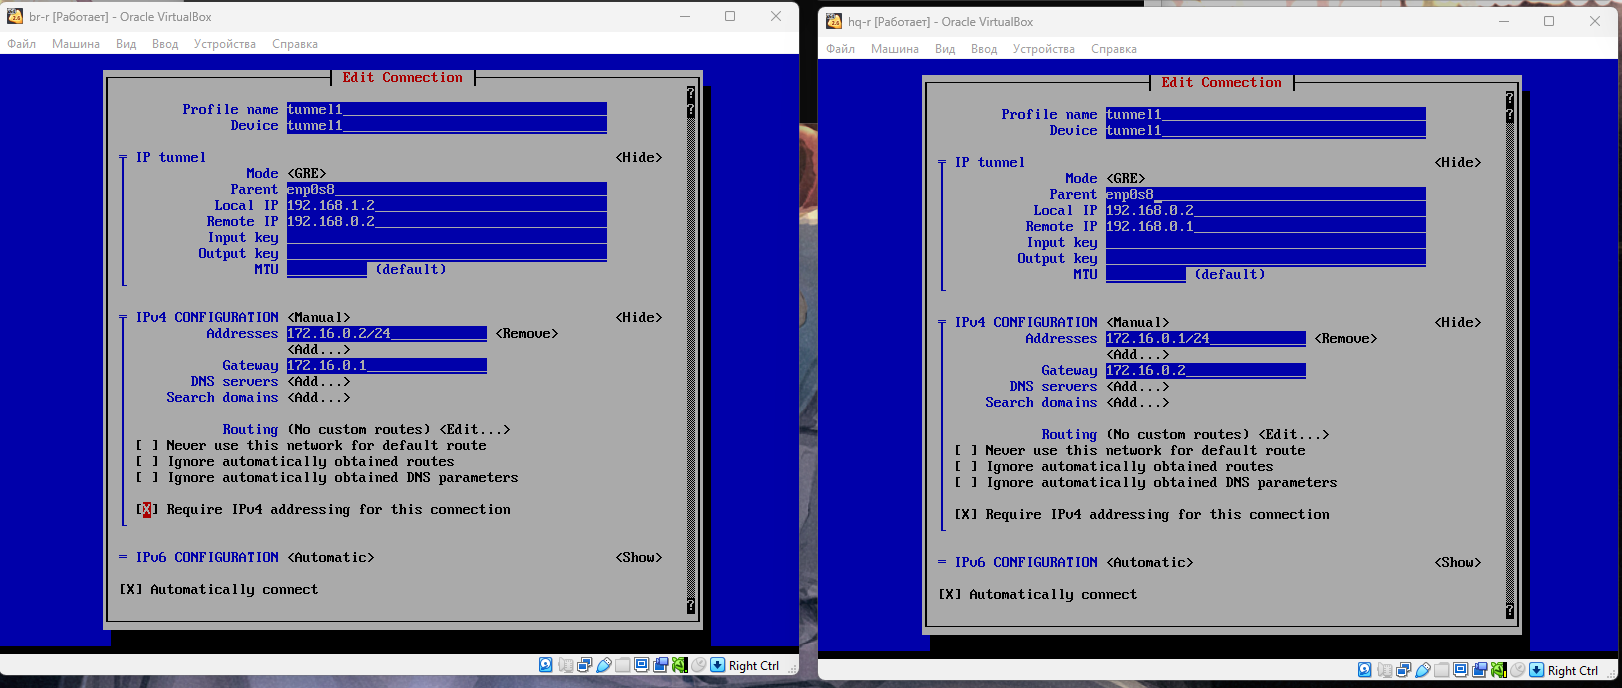 br-r [Работает] - Oracle VirtualBox
Файл Машина Вид Ввод Устройства Справка
Edit Connection
Profile name tunnel1
Device tunnel1
IP tunnel <Hide>
Mode <GRE>
Parent enp0s8
Local IP 192.168.1.2
Remote IP 192.168.0.2
Input key
Output key
MTU (default)
IPv4 CONFIGURATION <Manual> <Hide>
Addresses 172.16.0.2/24 <Remove>
<Add...>
Gateway 172.16.0.1
DNS servers <Add...>
Search domains <Add...>
Routing (No custom routes) <Edit...>
[ ] Never use this network for default route
[ ] Ignore automatically obtained routes
[ ] Ignore automatically obtained DNS parameters
[X] Require IPv4 addressing for this connection
IPv6 CONFIGURATION <Automatic> <Show>
[X] Automatically connect
Right Ctrl
hq-r [Работает] - Oracle VirtualBox
Файл Машина Вид Ввод Устройства Справка
Edit Connection
Profile name tunnel1
Device tunnel1
IP tunnel <Hide>
Mode <GRE>
Parent enp0s8
Local IP 192.168.0.2
Remote IP 192.168.0.1
Input key
Output key
MTU (default)
IPv4 CONFIGURATION <Manual> <Hide>
Addresses 172.16.0.1/24 <Remove>
<Add...>
Gateway 172.16.0.2
DNS servers <Add...>
Search domains <Add...>
Routing (No custom routes) <Edit...>
[ ] Never use this network for default route
[ ] Ignore automatically obtained routes
[ ] Ignore automatically obtained DNS parameters
[X] Require IPv4 addressing for this connection
IPv6 CONFIGURATION <Automatic> <Show>
[X] Automatically connect
Right Ctrl